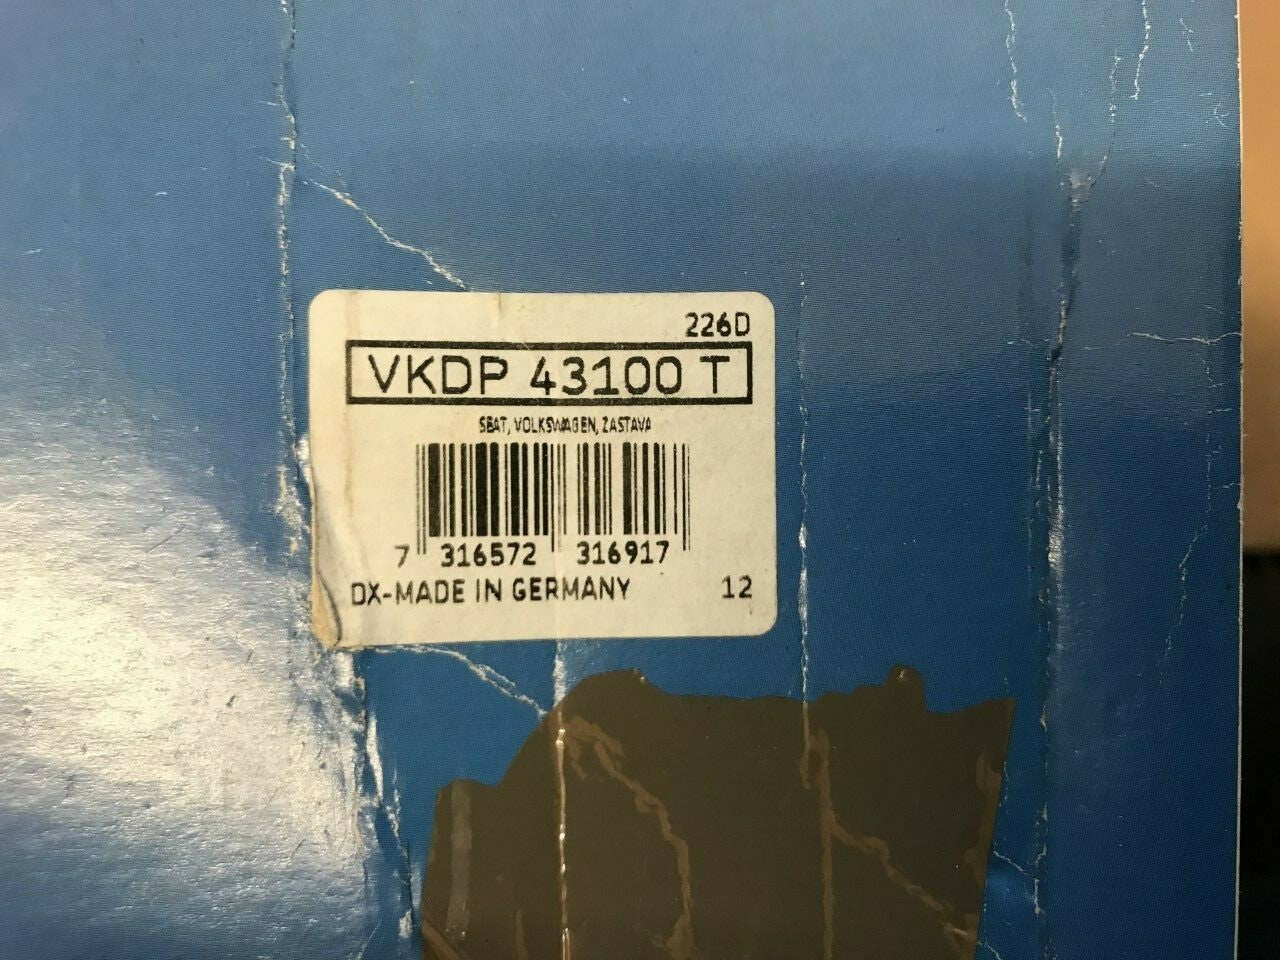 226D
VKDP 43100 T
SEAT, VOLKSWAGEN, ZASTAVA
7 316572 316917
DX-MADE IN GERMANY 12